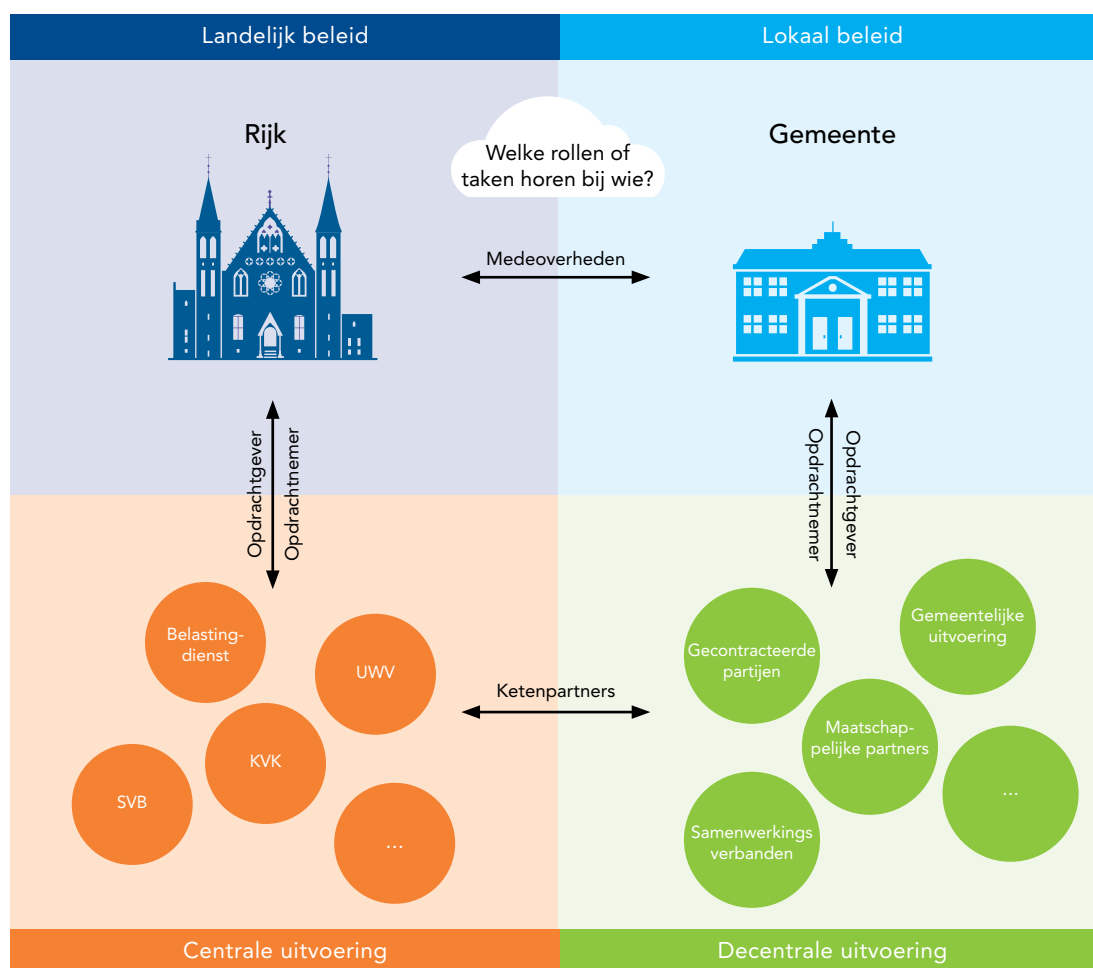 Landelijk beleid
Lokaal beleid
Rijk
Welke rollen of
taken horen bij wie?
Gemeente
Medeoverheden
Opdrachtgever
Opdrachtnemer
Opdrachtgever
Opdrachtnemer
Belasting-
dienst
UWV
KVK
SVB
...
Ketenpartners
Gecontracteerde
partijen
Gemeentelijke
uitvoering
Maatschap-
pelijke partners
...
Samenwerkings
verbanden
Centrale uitvoering
Decentrale uitvoering